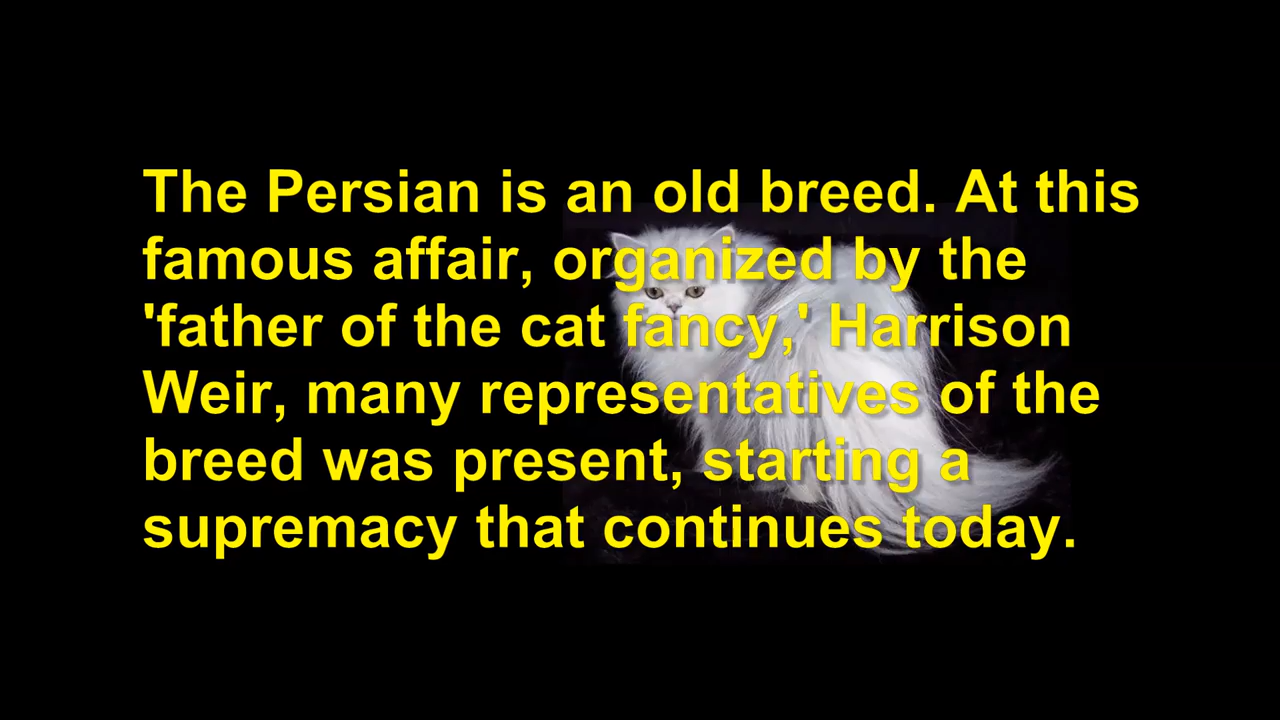 The Persian is an old breed. At this
famous affair, organized by the
'father of the cat fancy,' Harrison
Weir, many representatives of the
breed was present, starting a
supremacy that continues today.